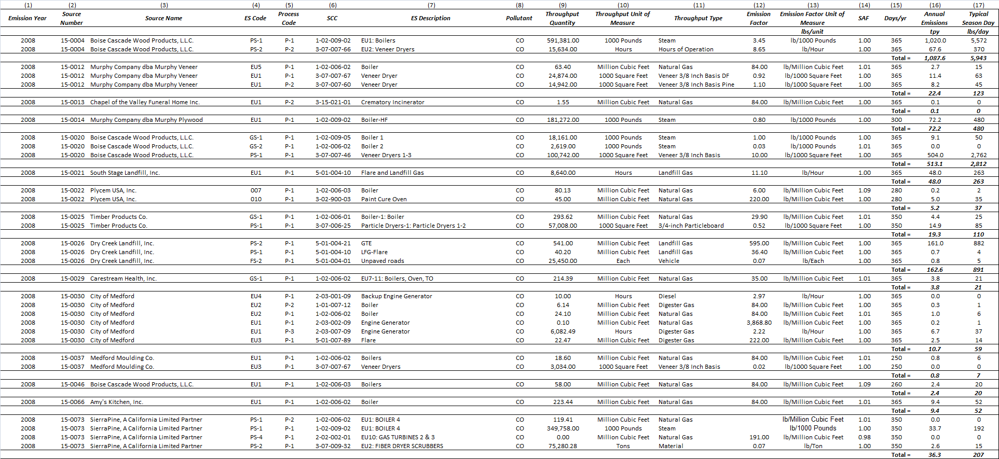 (1) (2) (3) (4) (5) (6) (7) (8) (9) (10) (11) (12) (13) (14) (15) (16) (17)
Emission Year Source Number Source Name ES Code Process Code SCC ES Description Pollutant Throughput Quantity Throughput Unit of Measure Throughput Type Emission Factor Emission Factor Unit of Measure SAF Days/yr Annual Emissions Typical Season Day
lbs/unit tpy lbs/day
2008 15-0004 Boise Cascade Wood Products, L.L.C. PS-1 P-1 1-02-009-02 EU1: Boilers CO 591,381.00 1000 Pounds Steam 3.45 lb/1000 Pounds 1.00 365 1,020.0 5,572
2008 15-0004 Boise Cascade Wood Products, L.L.C. PS-2 P-2 3-07-007-66 EU2: Veneer Dryers CO 15,634.00 Hours Hours of Operation 8.65 lb/Hour 1.00 365 67.6 370
Total = 1,087.6 5,943
2008 15-0012 Murphy Company dba Murphy Veneer EU5 P-1 1-02-006-02 Boiler CO 63.40 Million Cubic Feet Natural Gas 84.00 lb/Million Cubic Feet 1.01 365 2.7 15
2008 15-0012 Murphy Company dba Murphy Veneer EU1 P-1 3-07-007-67 Veneer Dryer CO 24,874.00 1000 Square Feet Veneer 3/8 Inch Basis DF 0.92 lb/1000 Square Feet 1.00 365 11.4 63
2008 15-0012 Murphy Company dba Murphy Veneer EU1 P-2 3-07-007-60 Veneer Dryer CO 14,942.00 1000 Square Feet Veneer 3/8 Inch Basis Pine 1.10 lb/1000 Square Feet 1.00 365 8.2 45
Total = 22.4 123
2008 15-0013 Chapel of the Valley Funeral Home Inc. EU1 P-2 3-15-021-01 Crematory Incinerator CO 1.55 Million Cubic Feet Natural Gas 84.00 lb/Million Cubic Feet 1.00 365 0.1 0
Total = 0.1 0
2008 15-0014 Murphy Company dba Murphy Plywood EU1 P-1 1-02-009-02 Boiler-HF CO 181,272.00 1000 Pounds Steam 0.80 lb/1000 Pounds 1.00 300 72.2 480
Total = 72.2 480
2008 15-0020 Boise Cascade Wood Products, L.L.C. GS-1 P-1 1-02-009-05 Boiler 1 CO 18,161.00 1000 Pounds Steam 1.00 lb/1000 Pounds 1.00 365 9.1 50
2008 15-0020 Boise Cascade Wood Products, L.L.C. GS-2 P-1 1-02-006-02 Boiler 2 CO 2,619.00 1000 Pounds Steam 0.03 lb/1000 Pounds 1.01 365 0.0 0
2008 15-0020 Boise Cascade Wood Products, L.L.C. PS-1 P-1 3-07-007-46 Veneer Dryers 1-3 CO 100,742.00 1000 Square Feet Veneer 3/8 Inch Basis 10.00 lb/1000 Square Feet 1.00 365 504.0 2,762
Total = 513.1 2,812
2008 15-0021 South Stage Landfill, Inc. EU1 P-1 5-01-004-10 Flare and Landfill Gas CO 8,640.00 Hours Landfill Gas 11.10 lb/Hour 1.00 365 48.0 263
Total = 48.0 263
2008 15-0022 Plycem USA, Inc. 007 P-1 1-02-006-03 Boiler CO 80.13 Million Cubic Feet Natural Gas 6.00 lb/Million Cubic Feet 1.09 280 0.2 2
2008 15-0022 Plycem USA, Inc. 010 P-1 3-02-900-03 Paint Cure Oven CO 45.00 Million Cubic Feet Natural Gas 220.00 lb/Million Cubic Feet 1.00 280 5.0 35
Total = 5.2 37
2008 15-0025 Timber Products Co. GS-1 P-1 1-02-006-01 Boiler-1: Boiler CO 293.62 Million Cubic Feet Natural Gas 29.90 lb/Million Cubic Feet 1.01 350 4.4 25
2008 15-0025 Timber Products Co. PS-1 P-1 3-07-006-25 Particle Dryers-1: Particle Dryers 1-2 CO 57,008.00 1000 Square Feet 3/4-inch Particleboard 0.52 lb/1000 Square Feet 1.00 350 14.9 85
Total = 19.3 110
2008 15-0026 Dry Creek Landfill, Inc. PS-2 P-1 5-01-004-21 GTE CO 541.00 Million Cubic Feet Landfill Gas 595.00 lb/Million Cubic Feet 1.00 365 161.0 882
2008 15-0026 Dry Creek Landfill, Inc. PS-1 P-1 5-01-004-10 LFG-Flare CO 40.20 Million Cubic Feet Landfill Gas 36.40 lb/Million Cubic Feet 1.00 365 0.7 4
2008 15-0026 Dry Creek Landfill, Inc. FS-2 P-1 5-01-004-01 Unpaved roads CO 25,450.00 Each Vehicle 0.07 lb/Each 1.00 365 0.8 5
Total = 162.6 891
2008 15-0029 Carestream Health, Inc. GS-1 P-1 1-02-006-02 EU7-11: Boilers, Oven, TO CO 214.39 Million Cubic Feet Natural Gas 35.00 lb/Million Cubic Feet 1.01 365 3.8 21
Total = 3.8 21
2008 15-0030 City of Medford EU4 P-1 2-03-001-09 Backup Engine Generator CO 10.00 Hours Diesel 2.97 lb/Hour 1.00 365 0.0 0
2008 15-0030 City of Medford EU2 P-2 1-01-007-12 Boiler CO 6.14 Million Cubic Feet Digester Gas 84.00 lb/Million Cubic Feet 1.00 365 0.3 1
2008 15-0030 City of Medford EU2 P-1 1-02-006-02 Boiler CO 24.10 Million Cubic Feet Natural Gas 84.00 lb/Million Cubic Feet 1.01 365 1.0 6
2008 15-0030 City of Medford EU1 P-1 2-03-002-09 Engine Generator CO 0.10 Million Cubic Feet Natural Gas 3,868.80 lb/Million Cubic Feet 1.00 365 0.2 1
2008 15-0030 City of Medford EU1 P-3 2-03-007-09 Engine Generator CO 6,082.49 Hours Digester Gas 2.22 lb/Hour 1.00 365 6.7 37
2008 15-0030 City of Medford EU3 P-1 5-01-007-89 Flare CO 22.47 Million Cubic Feet Digester Gas 222.00 lb/Million Cubic Feet 1.00 365 2.5 14
Total = 10.7 59
2008 15-0037 Medford Moulding Co. EU1 P-1 1-02-006-02 Boilers CO 18.60 Million Cubic Feet Natural Gas 84.00 lb/Million Cubic Feet 1.01 250 0.8 6
2008 15-0037 Medford Moulding Co. EU3 P-1 3-07-007-67 Veneer Dryers CO 3,034.00 1000 Square Feet Veneer 3/8 Inch Basis 0.02 lb/1000 Square Feet 1.00 250 0.0 0
Total = 0.8 7
2008 15-0046 Boise Cascade Wood Products, L.L.C. EU1 P-1 1-02-006-03 Boilers CO 58.00 Million Cubic Feet Natural Gas 84.00 lb/Million Cubic Feet 1.09 260 2.4 20
Total = 2.4 20
2008 15-0066 Amy's Kitchen, Inc. EU1 P-1 1-02-006-02 Boiler CO 223.44 Million Cubic Feet Natural Gas 84.00 lb/Million Cubic Feet 1.01 365 9.4 52
Total = 9.4 52
2008 15-0073 SierraPine, A California Limited Partner PS-1 P-2 1-02-006-02 EU1: BOILER 4 CO 119.41 Million Cubic Feet Natural Gas lb/Million Cubic Feet 1.01 350 0.0 0
2008 15-0073 SierraPine, A California Limited Partner PS-1 P-1 1-02-009-02 EU1: BOILER 4 CO 349,758.00 1000 Pounds Steam lb/1000 Pounds 1.00 350 33.7 192
2008 15-0073 SierraPine, A California Limited Partner PS-4 P-1 2-02-002-01 EU10: GAS TURBINES 2 & 3 CO 0.00 Million Cubic Feet Natural Gas 191.00 lb/Million Cubic Feet 0.98 350 0.0 0
2008 15-0073 SierraPine, A California Limited Partner PS-2 P-1 3-07-009-32 EU2: FIBER DRYER SCRUBBERS CO 75,280.28 Tons Material 0.07 lb/Ton 1.00 350 2.6 15
Total = 36.3 207